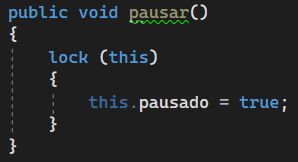 public void pausar()
{
lock (this)
{
this.pausado = true;
}
}